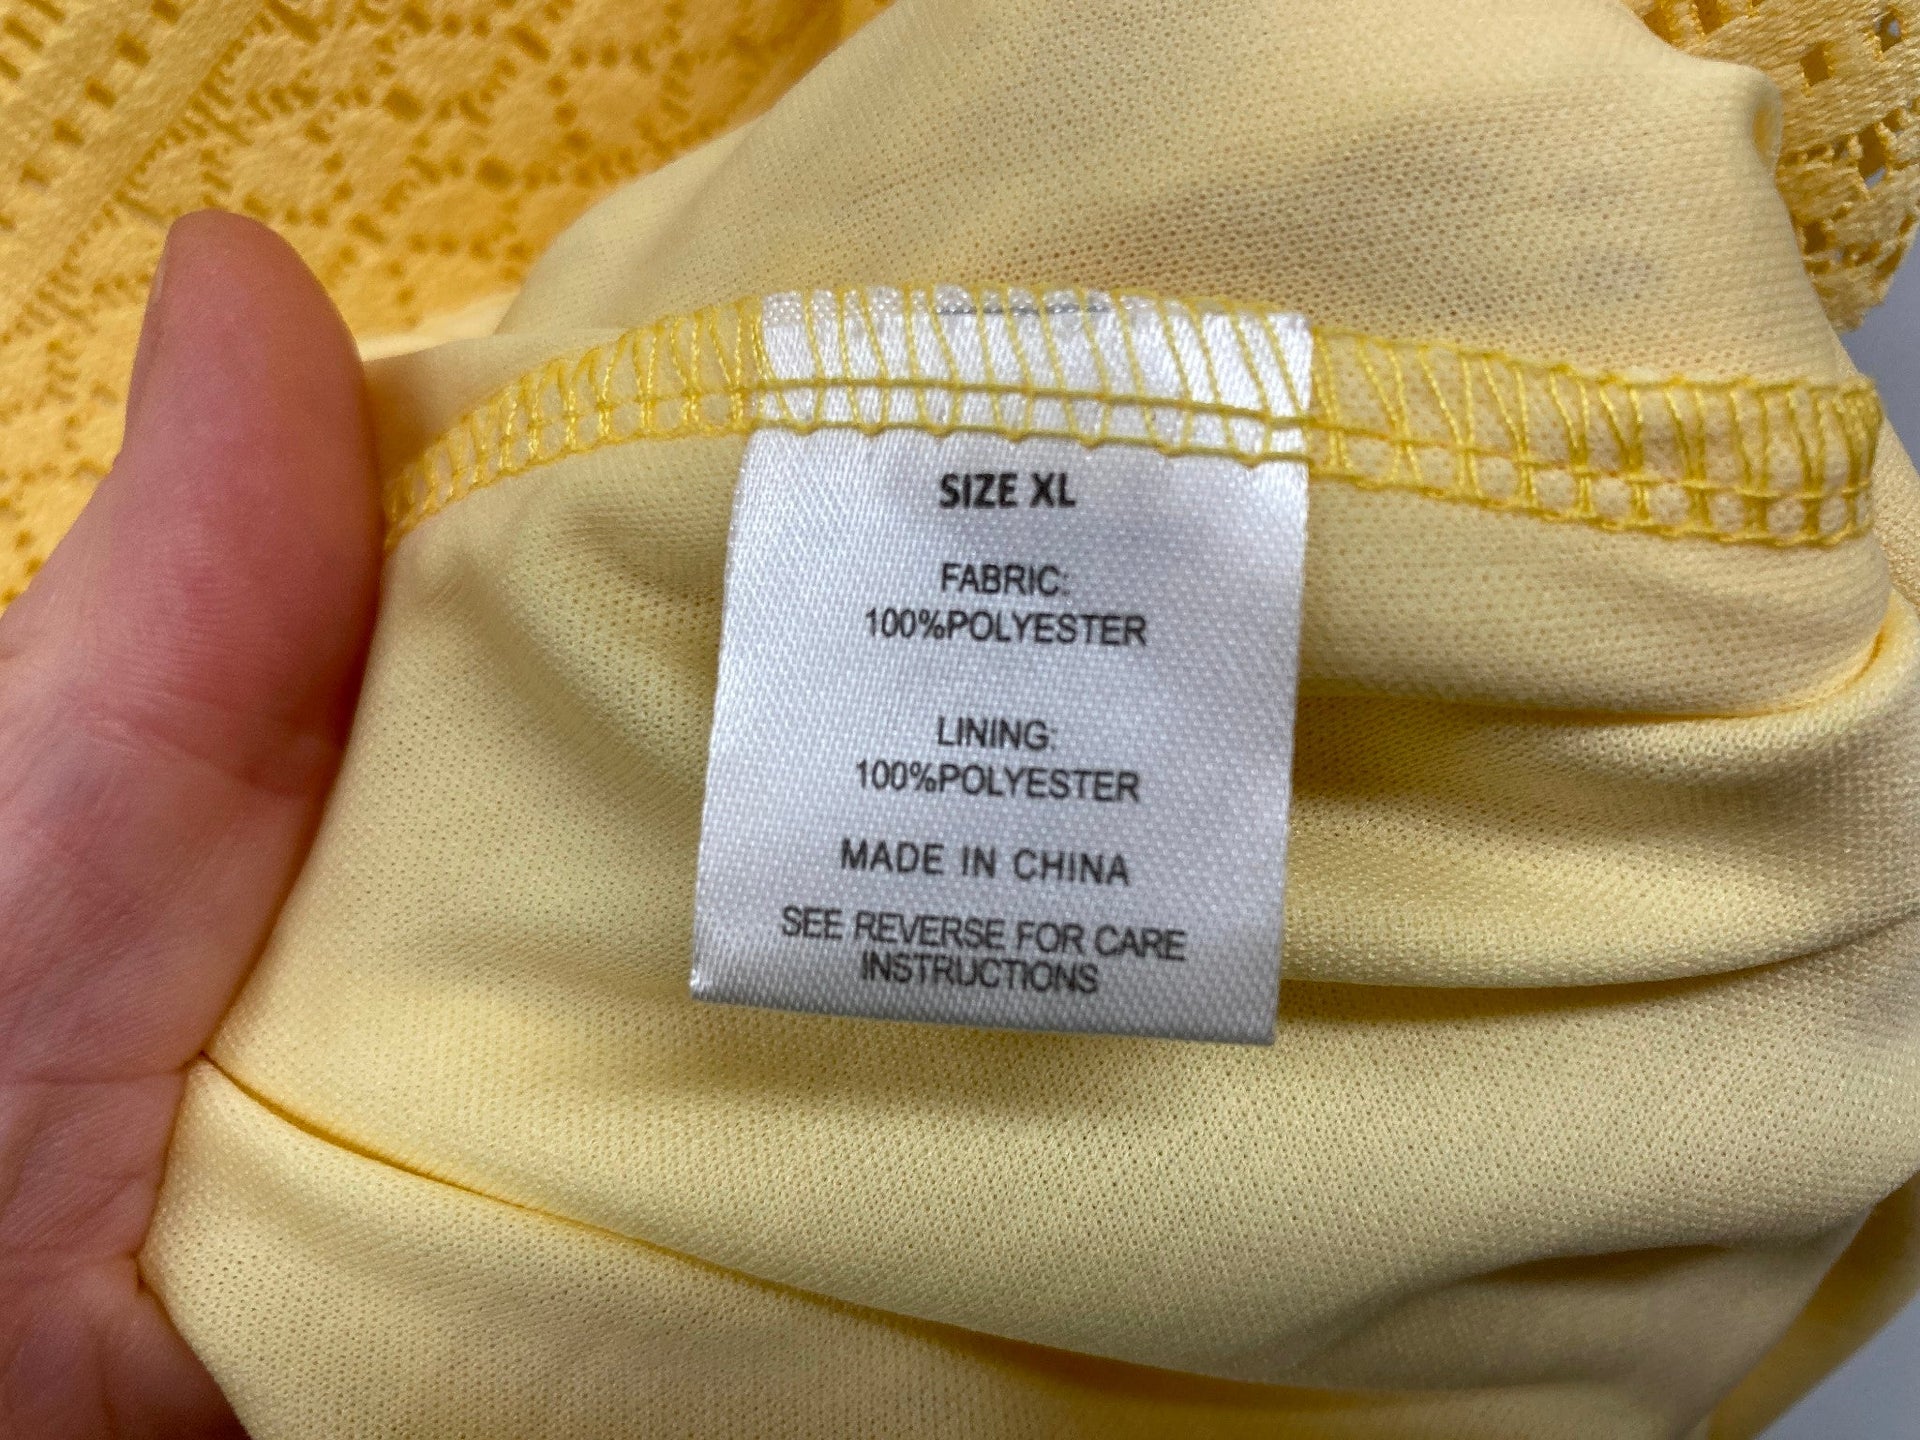 SIZE XL
FABRIC:
100%POLYESTER
LINING:
100%POLYESTER
MADE IN CHINA
SEE REVERSE FOR CARE
INSTRUCTIONS